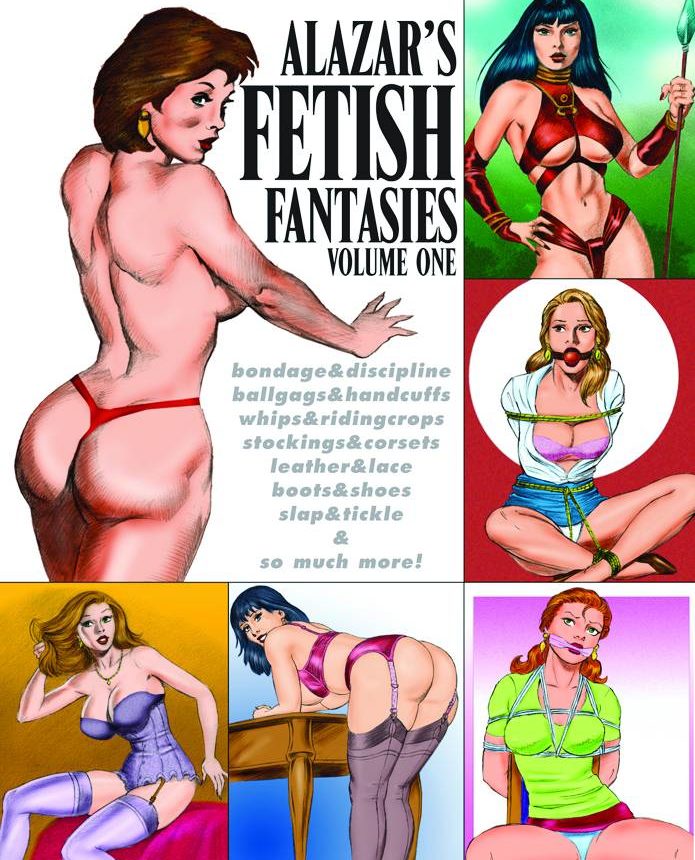 ALAZAR'S
FETISH
FANTASIES
VOLUME ONE
bondage&discipline
ballgags&handcuffs
whips&ridingcrops
stockings&corsets
leather&lace
boots&shoes
slap&tickle
&
so much more!